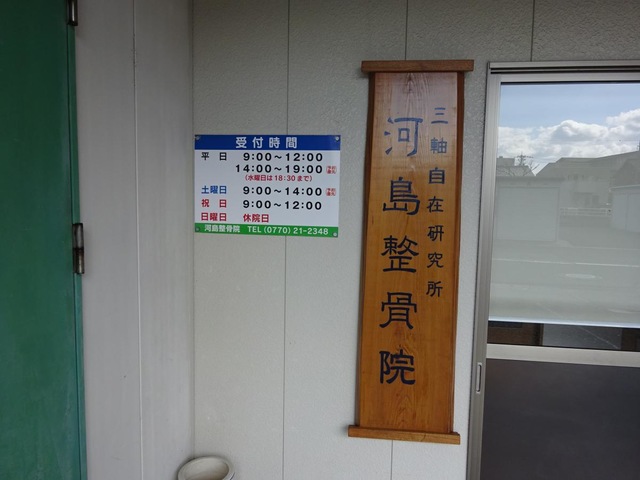 受付時間
平日 9:00〜12:00
14:00〜19:00
(水曜日は18:30まで)
土曜日 9:00〜14:00
祝日 9:00〜12:00
日曜日 休院日
河島整骨院 TEL (0770) 21-2348
三軸自在研究所
河島整骨院